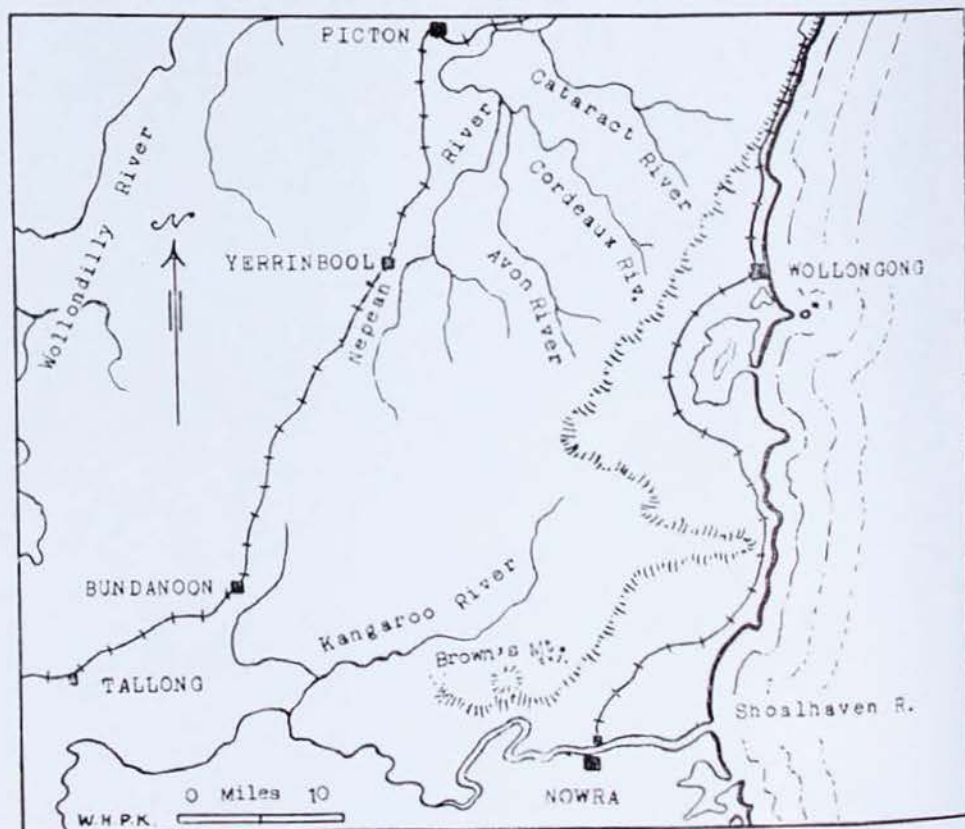 PICTON
Cataract River
Wollondilly River
N
River
Cordeaux Riv.
YERRINBOOL
Nepean
Avon River
WOLLONGONG
BUNDANOON
Kangaroo River
Brown's Mt.
TALLONG
Shoalhaven R.
0 Miles 10
NOWRA
W.H.P.K.